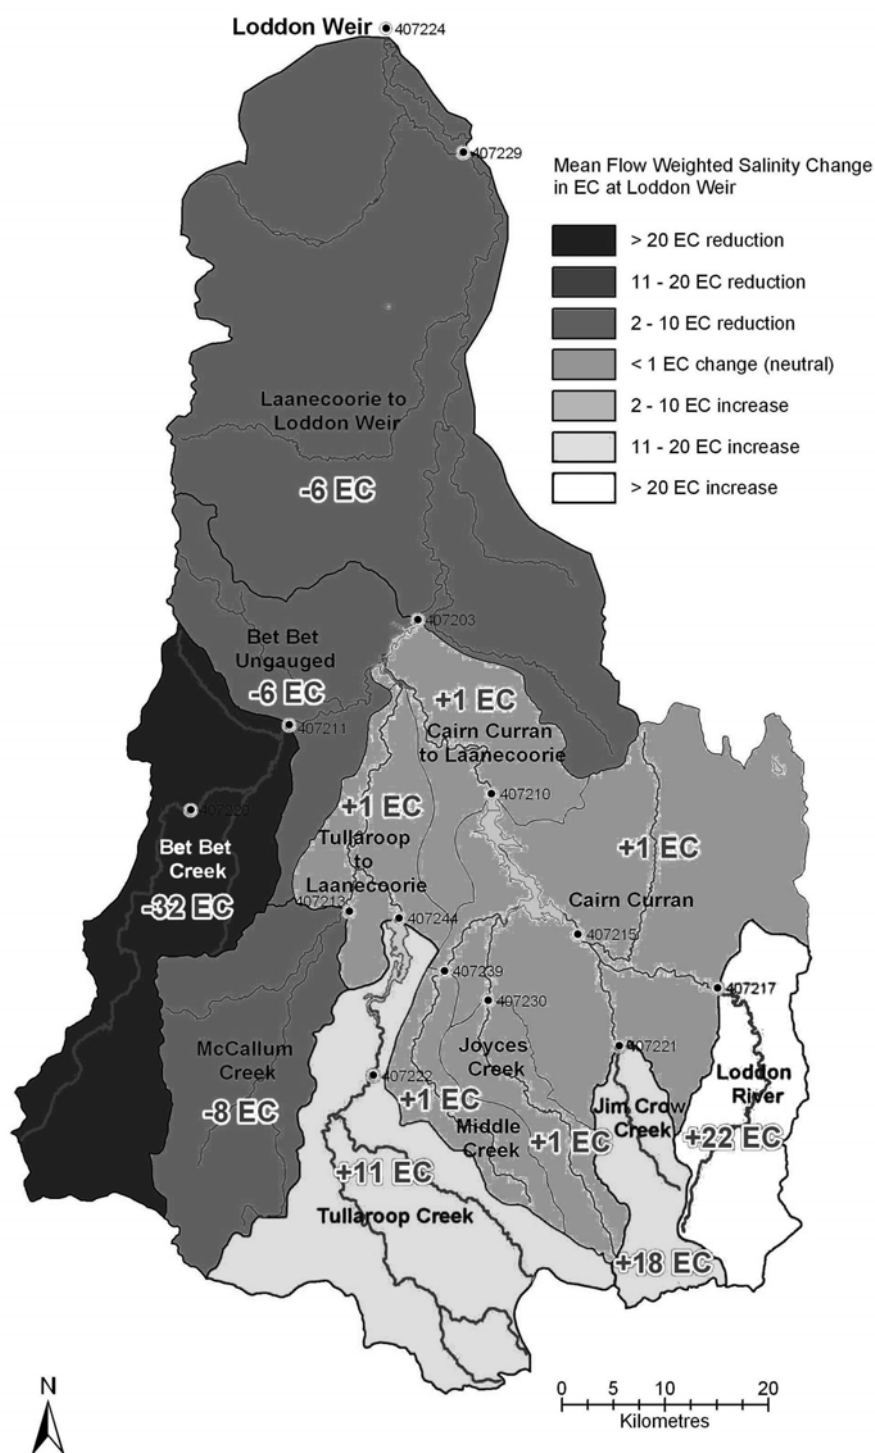 Loddon Weir
407224
407229
Mean Flow Weighted Salinity Change
in EC at Loddon Weir
> 20 EC reduction
11 - 20 EC reduction
2 - 10 EC reduction
< 1 EC change (neutral)
2 - 10 EC increase
11 - 20 EC increase
> 20 EC increase
Laanecoorie to
Loddon Weir
-6 EC
407203
Bet Bet
Ungauged
-6 EC
407211
+1 EC
Cairn Curran
to Laanecoorie
407210
407220
+1 EC
Tullaroop
to
Laanecoorie
+1 EC
Cairn Curran
Bet Bet
Creek
-32 EC
407213
407244
407215
407239
407230
407217
McCallum
Creek
-8 EC
407222
Joyces
Creek
407221
Loddon
River
+1 EC
Middle
Creek
+1 EC
Jim Crow
Creek
+22 EC
+11 EC
Tullaroop Creek
+18 EC
N
0 5 10 20
Kilometres